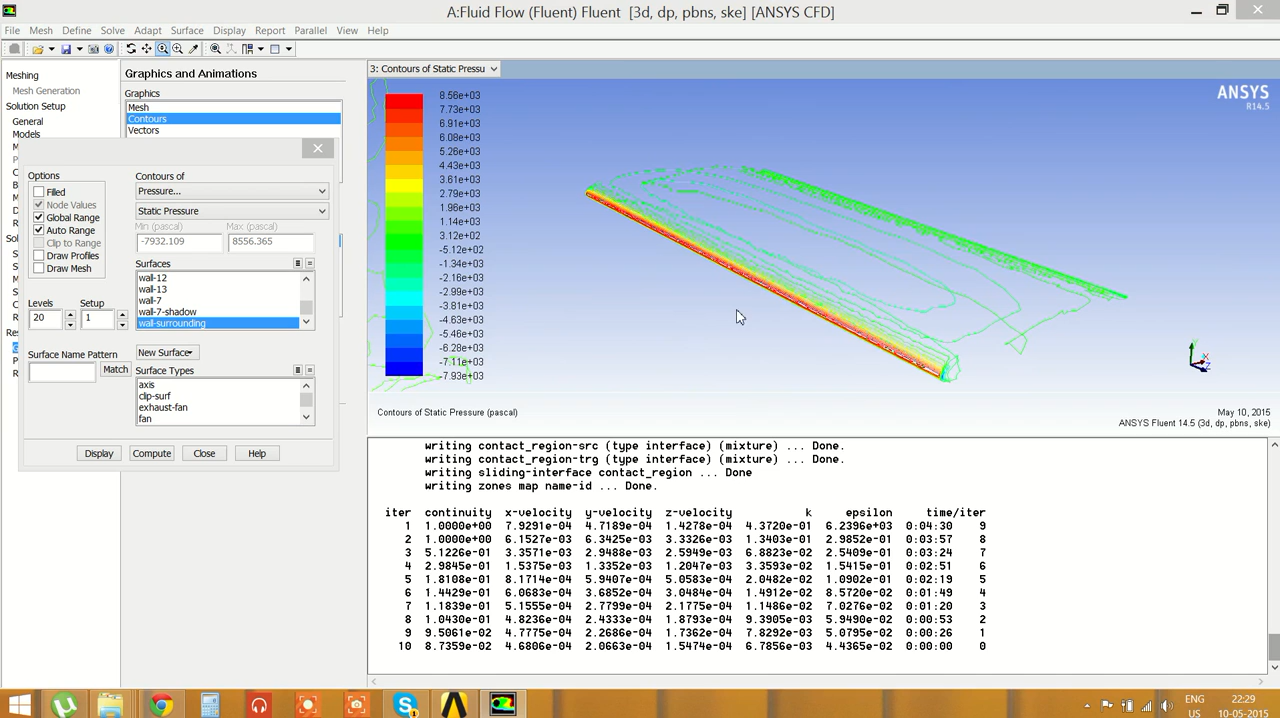 A:Fluid Flow (Fluent) Fluent [3d, dp, pbns, ske] [ANSYS CFD]
File Mesh Define Solve Adapt Surface Display Report Parallel View Help
Meshing
Mesh Generation
Solution Setup
General
Models
Graphics and Animations
Graphics
Mesh
Contours
Vectors
Options
Filled
Node Values
Global Range
Auto Range
Clip to Range
Draw Profiles
Draw Mesh
Levels Setup
20 1
Surface Name Pattern
Match
Contours of
Pressure...
Static Pressure
Min (pascal) Max (pascal)
-7932.109 8556.365
Surfaces
wall-12
wall-13
wall-7
wall-7-shadow
wall-surrounding
New Surface
Surface Types
axis
clip-surf
exhaust-fan
fan
Display Compute Close Help
3: Contours of Static Pressu
8.56e+03
7.73e+03
6.91e+03
6.08e+03
5.26e+03
4.43e+03
3.61e+03
2.79e+03
1.96e+03
1.14e+03
3.12e+02
-5.12e+02
-1.34e+03
-2.16e+03
-2.99e+03
-3.81e+03
-4.63e+03
-5.46e+03
-6.28e+03
-7.11e+03
-7.93e+03
ANSYS
R14.5
Contours of Static Pressure (pascal)
May 10, 2015
ANSYS Fluent 14.5 (3d, dp, pbns, ske)
writing contact_region-src (type interface) (mixture) ... Done.
writing contact_region-trg (type interface) (mixture) ... Done.
writing sliding-interface contact_region ... Done
writing zones map name-id ... Done.
iter continuity x-velocity y-velocity z-velocity k epsilon time/iter
1 1.0000e+00 7.9291e-04 4.7189e-04 1.4278e-04 4.3720e-01 6.2396e+03 0:04:30 9
2 1.0000e+00 6.1527e-03 6.3425e-03 3.3326e-03 1.3403e-01 2.9852e-01 0:03:57 8
3 5.1226e-01 3.3571e-03 2.9488e-03 2.5949e-03 6.8823e-02 2.5409e-01 0:03:24 7
4 2.9845e-01 1.5375e-03 1.3352e-03 1.2047e-03 3.3593e-02 1.5415e-01 0:02:51 6
5 1.8108e-01 8.1714e-04 5.9407e-04 5.0583e-04 2.0482e-02 1.0902e-01 0:02:19 5
6 1.4429e-01 6.0683e-04 3.6852e-04 3.0484e-04 1.4912e-02 8.5720e-02 0:01:49 4
7 1.1839e-01 5.1555e-04 2.7799e-04 2.1775e-04 1.1486e-02 7.0276e-02 0:01:20 3
8 1.0430e-01 4.8236e-04 2.4333e-04 1.8793e-04 9.3905e-03 5.9490e-02 0:00:53 2
9 9.5061e-02 4.7775e-04 2.2686e-04 1.7362e-04 7.8292e-03 5.0795e-02 0:00:26 1
10 8.7359e-02 4.6806e-04 2.0663e-04 1.5474e-04 6.7856e-03 4.4365e-02 0:00:00 0
ENG
US
22:29
10-05-2015